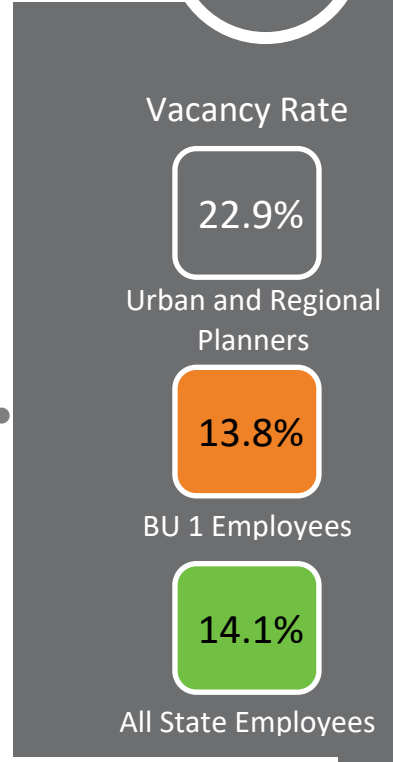 Vacancy Rate
22.9%
Urban and Regional
Planners
13.8%
BU 1 Employees
14.1%
All State Employees